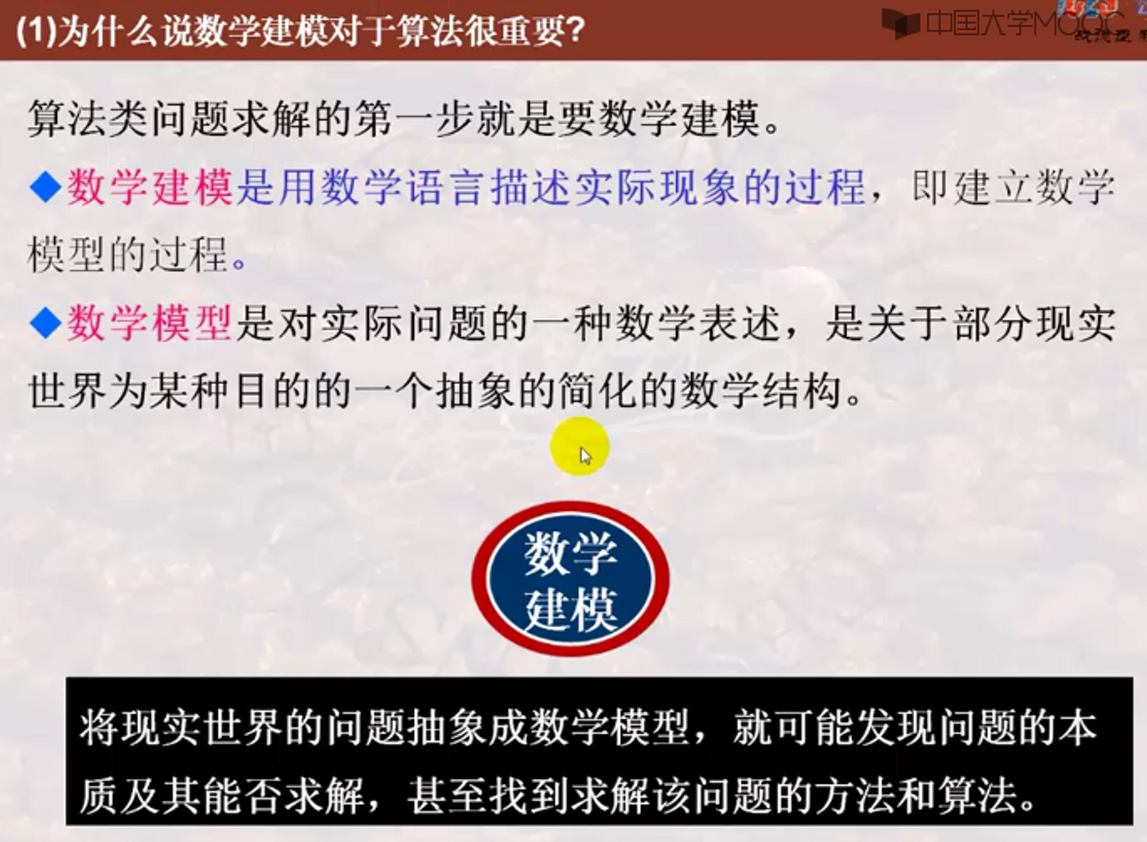 (1)为什么说数学建模对于算法很重要?
中国大学MOOC
算法类问题求解的第一步就是要数学建模。
◆数学建模是用数学语言描述实际现象的过程，即建立数学
模型的过程。
◆数学模型是对实际问题的一种数学表述，是关于部分现实
世界为某种目的的一个抽象的简化的数学结构。
数学
建模
将现实世界的问题抽象成数学模型，就可能发现问题的本
质及其能否求解，甚至找到求解该问题的方法和算法。